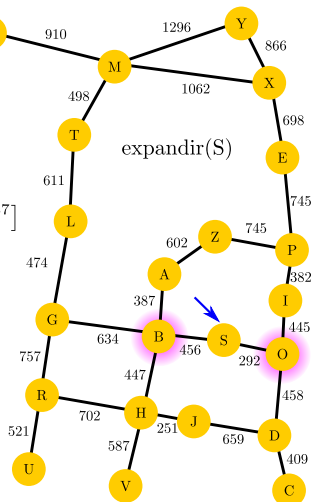 Y
1296
910
866
M
X
1062
498
698
T
expandir(S)
E
611
745
7]
L
Z
745
602
P
474
A
382
387
I
G
445
634
B
S
O
456
292
757
447
458
R
702
H
251
J
659
D
521
587
409
U
V
C